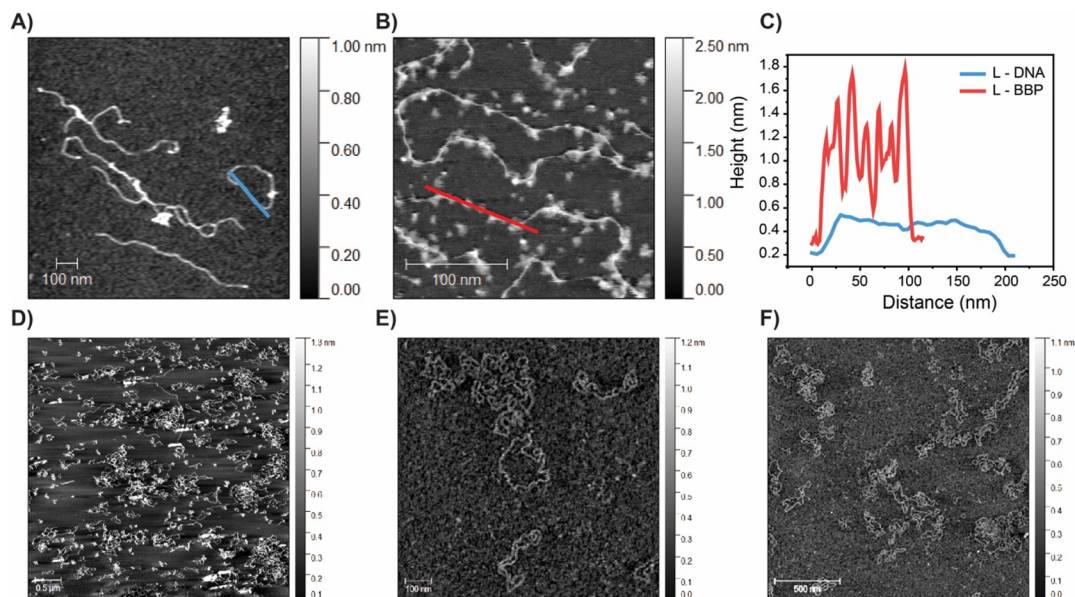 A)
1.00 nm
0.80
0.60
0.40
0.20
0.00
100 nm
B)
2.50 nm
2.00
1.50
1.00
0.50
0.00
100 nm
C)
Height (nm)
1.8
1.6
1.4
1.2
1.0
0.8
0.6
0.4
0.2
L - DNA
L - BBP
0 50 100 150 200 250
Distance (nm)
D)
1.3 nm
1.2
1.1
1.0
0.9
0.8
0.7
0.6
0.5
0.4
0.3
0.2
0.1
0.5 µm
E)
1.2 nm
1.1
1.0
0.9
0.8
0.7
0.6
0.5
0.4
0.3
0.2
0.1
0.0
100 nm
F)
1.1 nm
1.0
0.9
0.8
0.7
0.6
0.5
0.4
0.3
0.2
0.1
0.0
500 nm